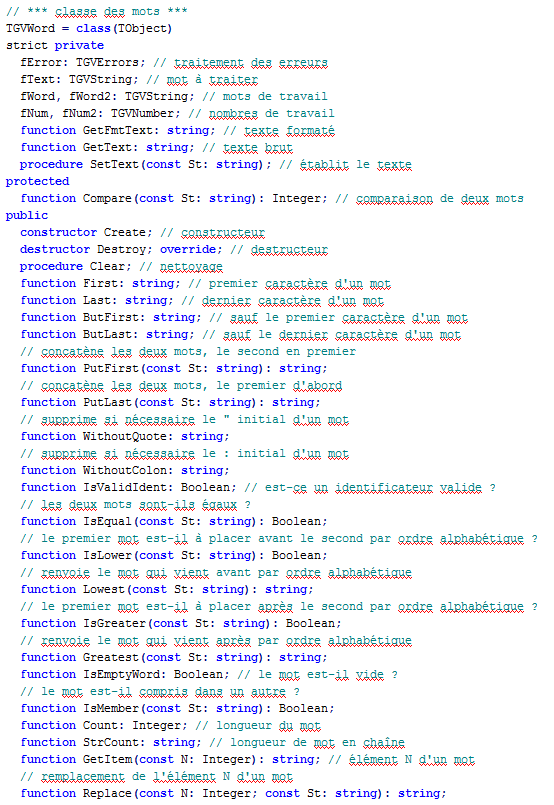 // *** classe des mots ***
TGVWord = class(TObject)
strict private
fError: TGVErrors; // traitement des erreurs
fText: TGVString; // mot à traiter
fWord, fWord2: TGVString; // mots de travail
fNum, fNum2: TGVNumber; // nombres de travail
function GetFmtText: string; // texte formaté
function GetText: string; // texte brut
procedure SetText(const St: string); // établit le texte
protected
function Compare(const St: string): Integer; // comparaison de deux mots
public
constructor Create; // constructeur
destructor Destroy; override; // destructeur
procedure Clear; // nettoyage
function First: string; // premier caractère d'un mot
function Last: string; // dernier caractère d'un mot
function ButFirst: string; // sauf le premier caractère d'un mot
function ButLast: string; // sauf le dernier caractère d'un mot
// concatène les deux mots, le second en premier
function PutFirst(const St: string): string;
// concatène les deux mots, le premier d'abord
function PutLast(const St: string): string;
// supprime si nécessaire le " initial d'un mot
function WithoutQuote: string;
// supprime si nécessaire le : initial d'un mot
function WithoutColon: string;
function IsValidIdent: Boolean; // est-ce un identificateur valide ?
// les deux mots sont-ils égaux ?
function IsEqual(const St: string): Boolean;
// le premier mot est-il à placer avant le second par ordre alphabétique ?
function IsLower(const St: string): Boolean;
// renvoie le mot qui vient avant par ordre alphabétique
function Lowest(const St: string): string;
// le premier mot est-il à placer après le second par ordre alphabétique ?
function IsGreater(const St: string): Boolean;
// renvoie le mot qui vient après par ordre alphabétique
function Greatest(const St: string): string;
function IsEmptyWord: Boolean; // le mot est-il vide ?
// le mot est-il compris dans un autre ?
function IsMember(const St: string): Boolean;
function Count: Integer; // longueur du mot
function StrCount: string; // longueur de mot en chaîne
function GetItem(const N: Integer): string; // élément N d'un mot
// remplacement de l'élément N d'un mot
function Replace(const N: Integer; const St: string): string;